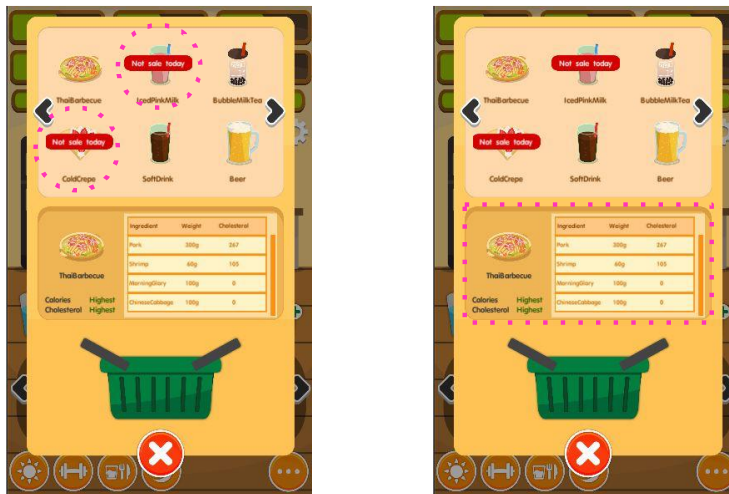 Not sale today
ThaiBarbecue IcedPinkMilk BubbleMilkTea
Not sale today
ColdCrepe SoftDrink Beer
Ingredient Weight Cholesterol
Pork 300g 267
Shrimp 60g 105
MorningGlory 100g 0
ChineseCabbage 100g 0
ThaiBarbecue
Calories Highest
Cholesterol Highest
Not sale today
ThaiBarbecue IcedPinkMilk BubbleMilkTea
Not sale today
ColdCrepe SoftDrink Beer
Ingredient Weight Cholesterol
Pork 300g 267
Shrimp 60g 105
MorningGlory 100g 0
ChineseCabbage 100g 0
ThaiBarbecue
Calories Highest
Cholesterol Highest